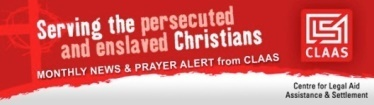 Serving the persecuted
and enslaved Christians
MONTHLY NEWS & PRAYER ALERT from CLAAS
CLAAS
Centre for Legal Aid
Assistance & Settlement